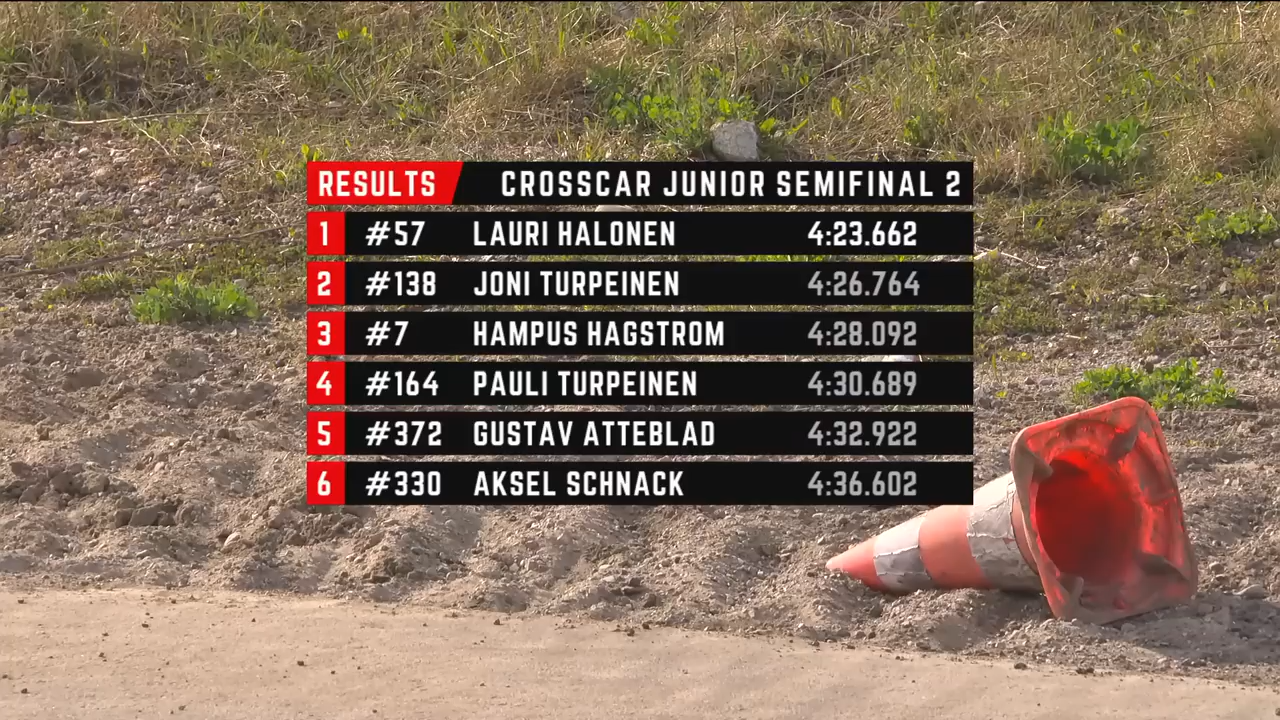 RESULTS CROSSCAR JUNIOR SEMIFINAL 2
1 #57 LAURI HALONEN 4:23.662
2 #138 JONI TURPEINEN 4:26.764
3 #7 HAMPUS HAGSTROM 4:28.092
4 #164 PAULI TURPEINEN 4:30.689
5 #372 GUSTAV ATTEBLAD 4:32.922
6 #330 AKSEL SCHNACK 4:36.602